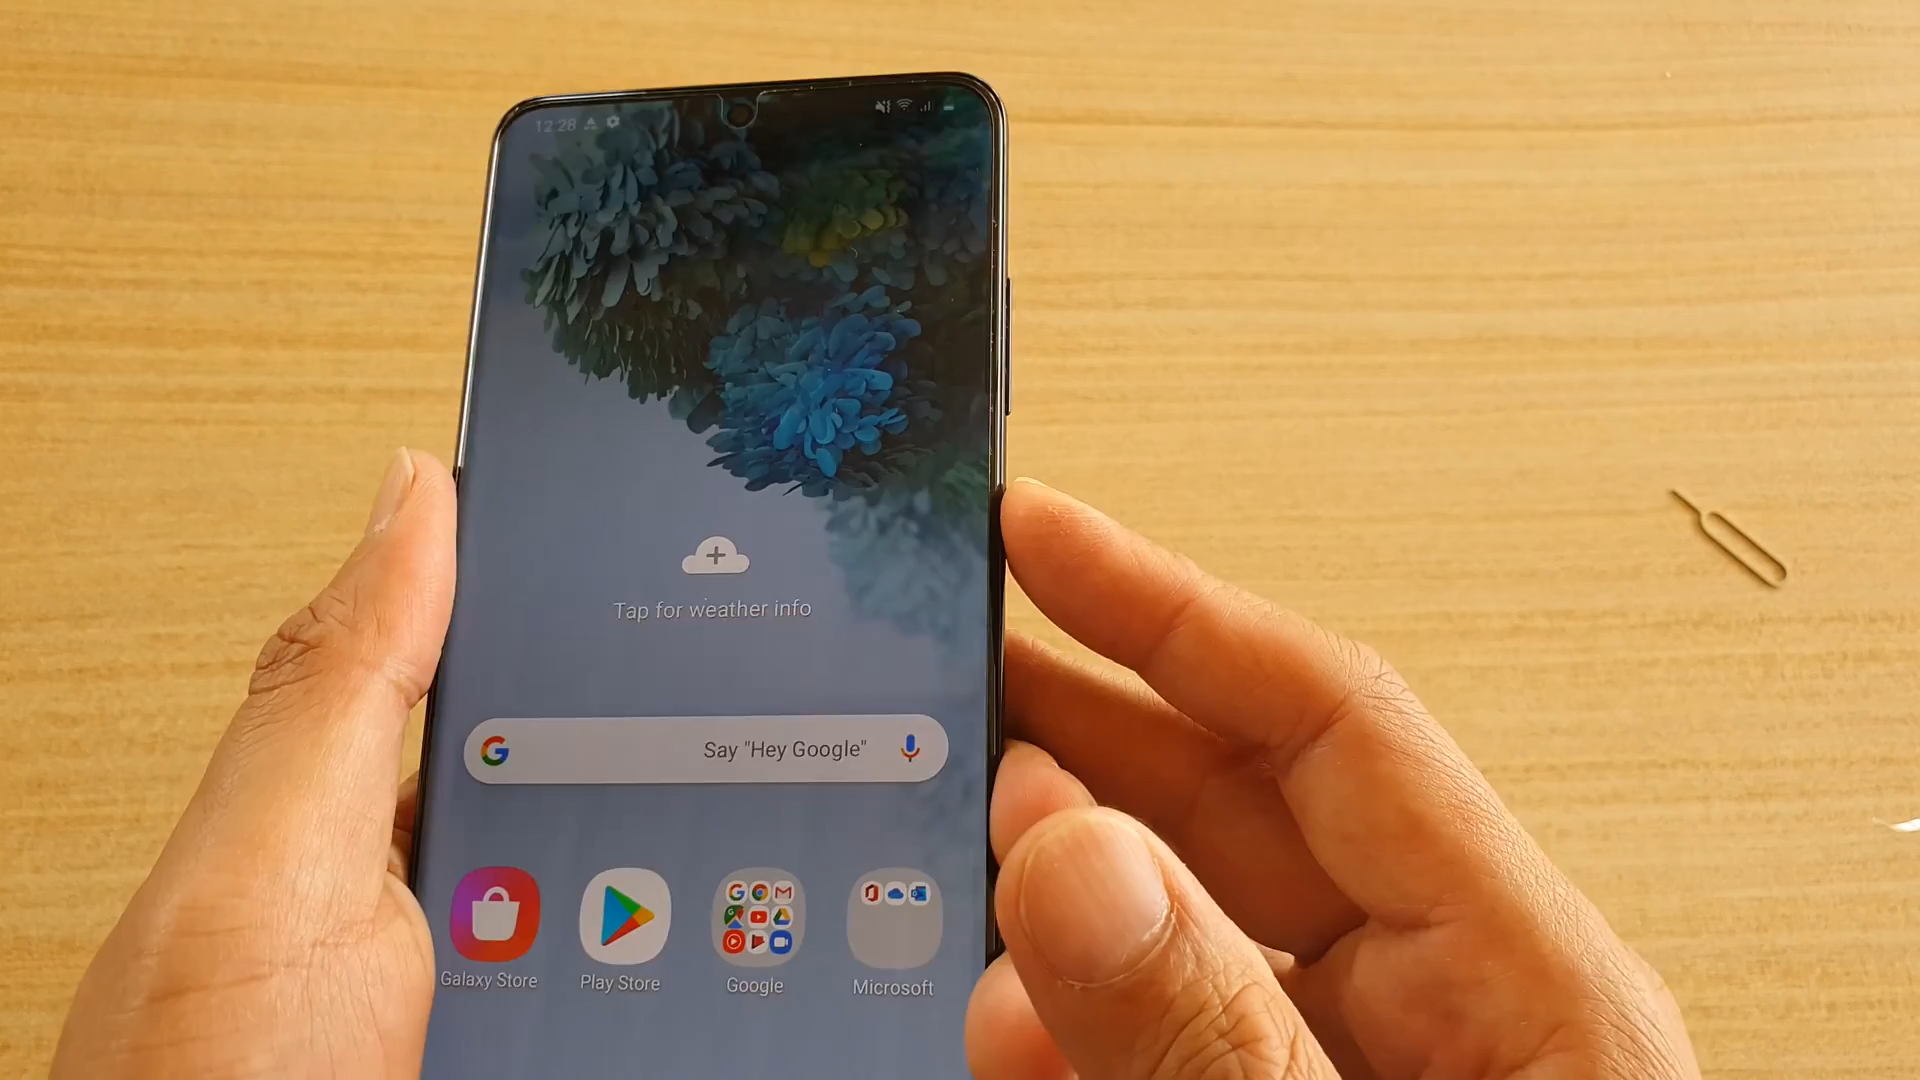 12:28
Tap for weather info
Say "Hey Google"
Galaxy Store
Play Store
Google
Microsoft